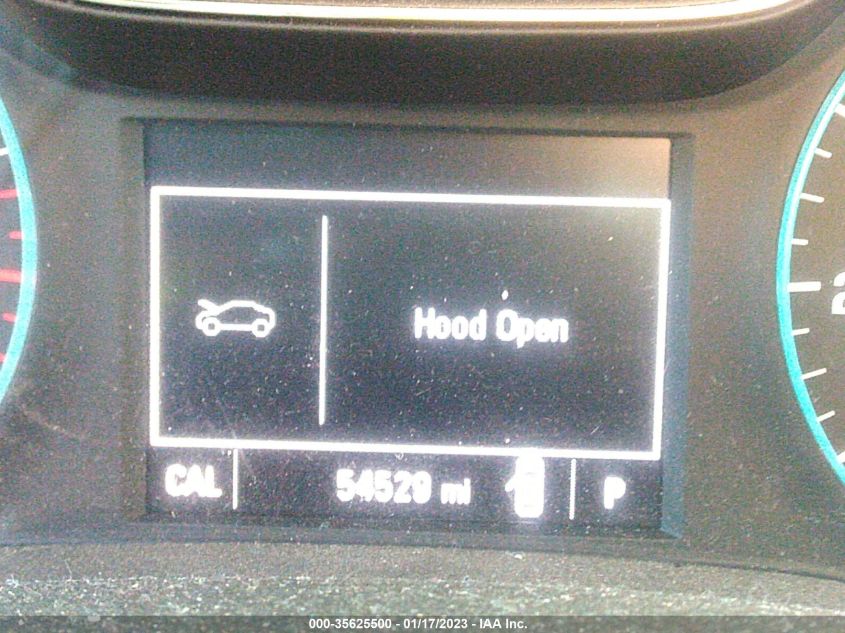 Hood Open
CAL 54529 mi P
000-35625500 - 01/17/2023 - IAA Inc.